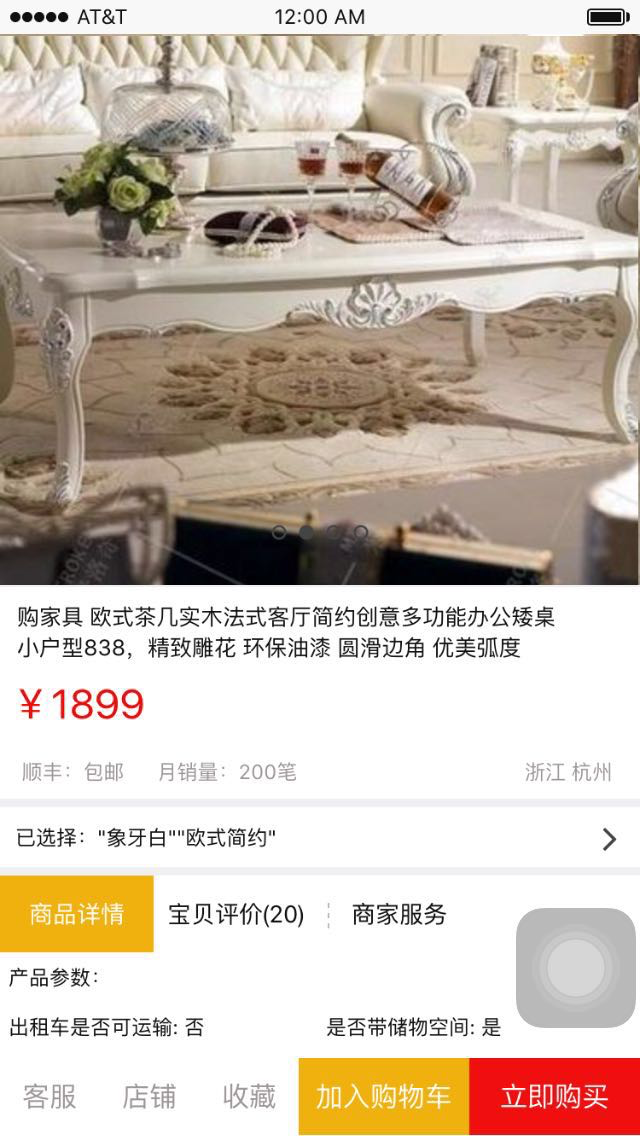 AT&T 12:00 AM
购家具 欧式茶几实木法式客厅简约创意多功能办公矮桌
小户型838，精致雕花 环保油漆 圆滑边角 优美弧度
￥1899
顺丰：包邮 月销量：200笔 浙江 杭州
已选择："象牙白""欧式简约"
商品详情 宝贝评价(20) 商家服务
产品参数：
出租车是否可运输: 否 是否带储物空间: 是
客服 店铺 收藏 加入购物车 立即购买